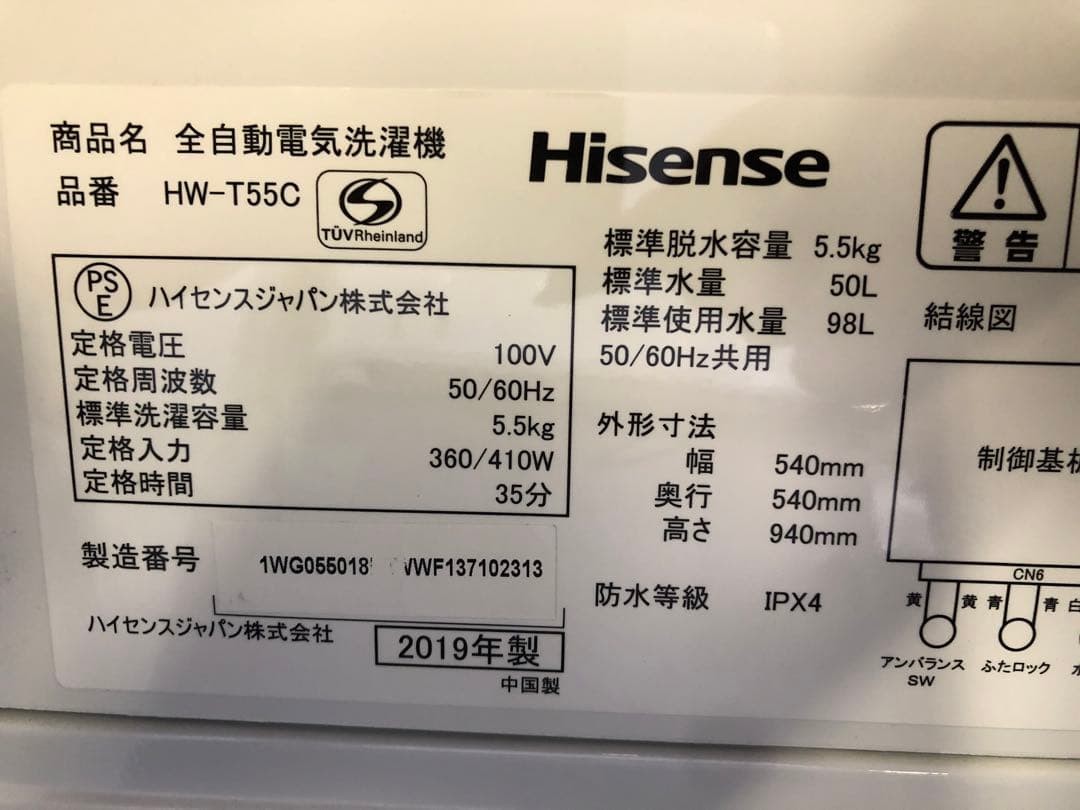 商品名 全自動電気洗濯機
品番 HW-T55C
TÜVRheinland
Hisense
PS
E
ハイセンスジャパン株式会社
定格電圧 100V
定格周波数 50/60Hz
標準洗濯容量 5.5kg
定格入力 360/410W
定格時間 35分
製造番号 1WG055018 WF137102313
ハイセンスジャパン株式会社
2019年製
中国製
標準脱水容量 5.5kg
標準水量 50L
標準使用水量 98L
50/60Hz共用
外形寸法
幅 540mm
奥行 540mm
高さ 940mm
防水等級 IPX4
警告
結線図
制御基板
CN6
黄 黄 青 青 白
アンバランス
SW
ふたロック